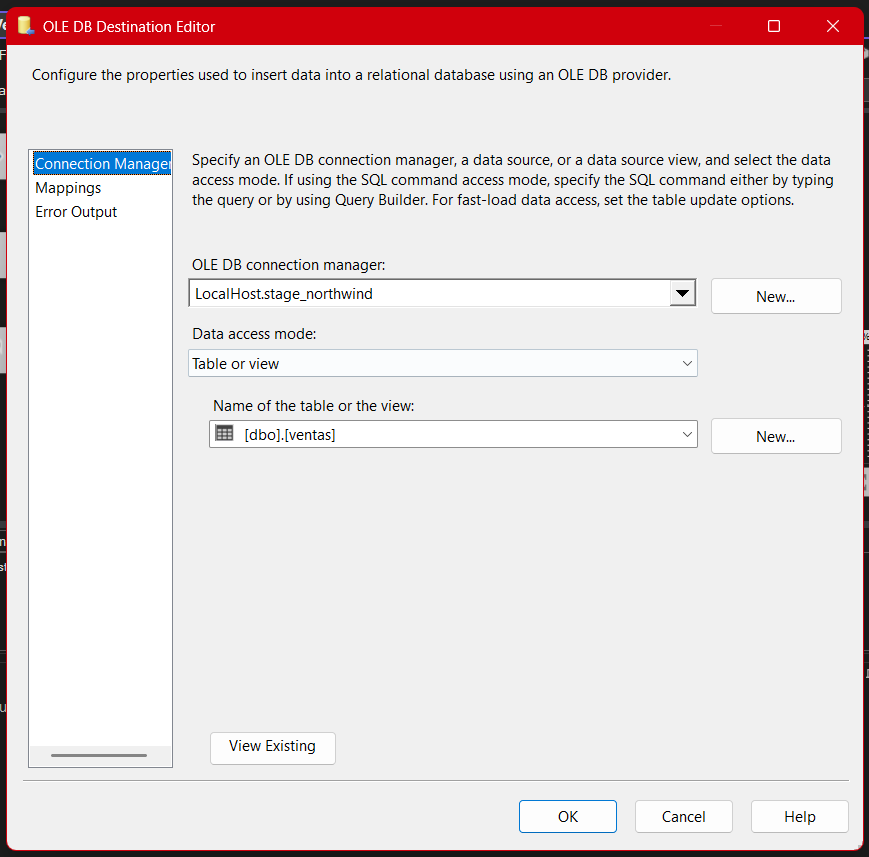 OLE DB Destination Editor
Configure the properties used to insert data into a relational database using an OLE DB provider.
Connection Manager
Mappings
Error Output
Specify an OLE DB connection manager, a data source, or a data source view, and select the data
access mode. If using the SQL command access mode, specify the SQL command either by typing
the query or by using Query Builder. For fast-load data access, set the table update options.
OLE DB connection manager:
LocalHost.stage_northwind
New...
Data access mode:
Table or view
Name of the table or the view:
[dbo].[ventas]
New...
View Existing
OK
Cancel
Help